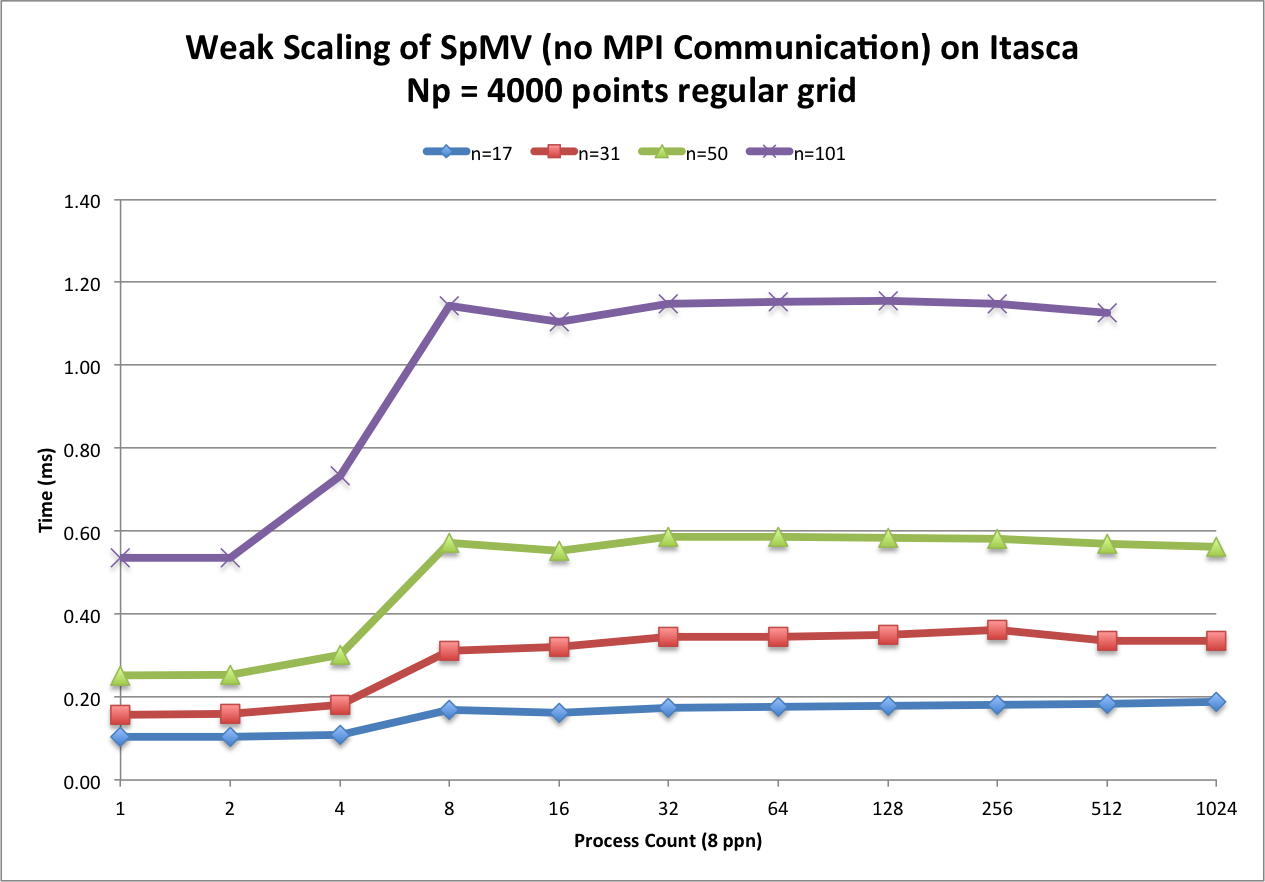 Weak Scaling of SpMV (no MPI Communication) on Itasca
Np = 4000 points regular grid
n=17 n=31 n=50 n=101
1.40
1.20
1.00
0.80
0.60
0.40
0.20
0.00
Time (ms)
1 2 4 8 16 32 64 128 256 512 1024
Process Count (8 ppn)